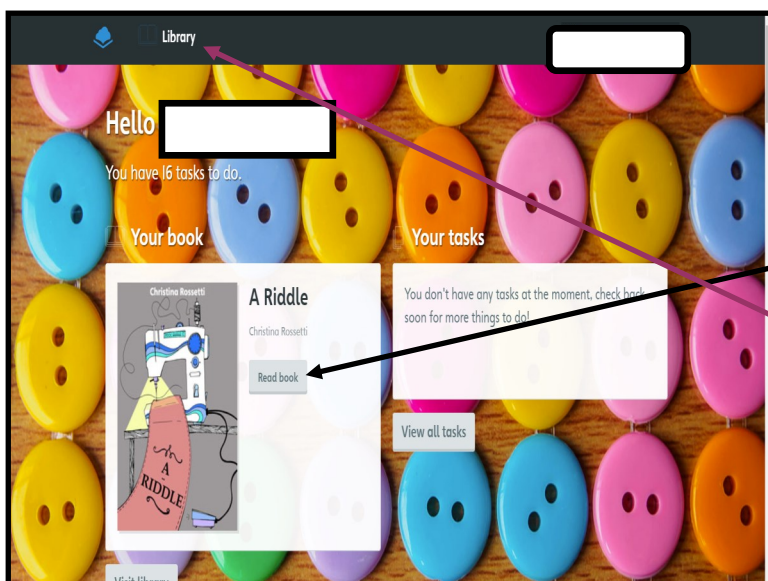 Library
Hello
You have 16 tasks to do.
Your book
Your tasks
Christina Rossetti
A Riddle
Christina Rossetti
Read book
A
RIDDLE
You don't have any tasks at the moment, check back
soon for more things to do!
View all tasks
Visit library